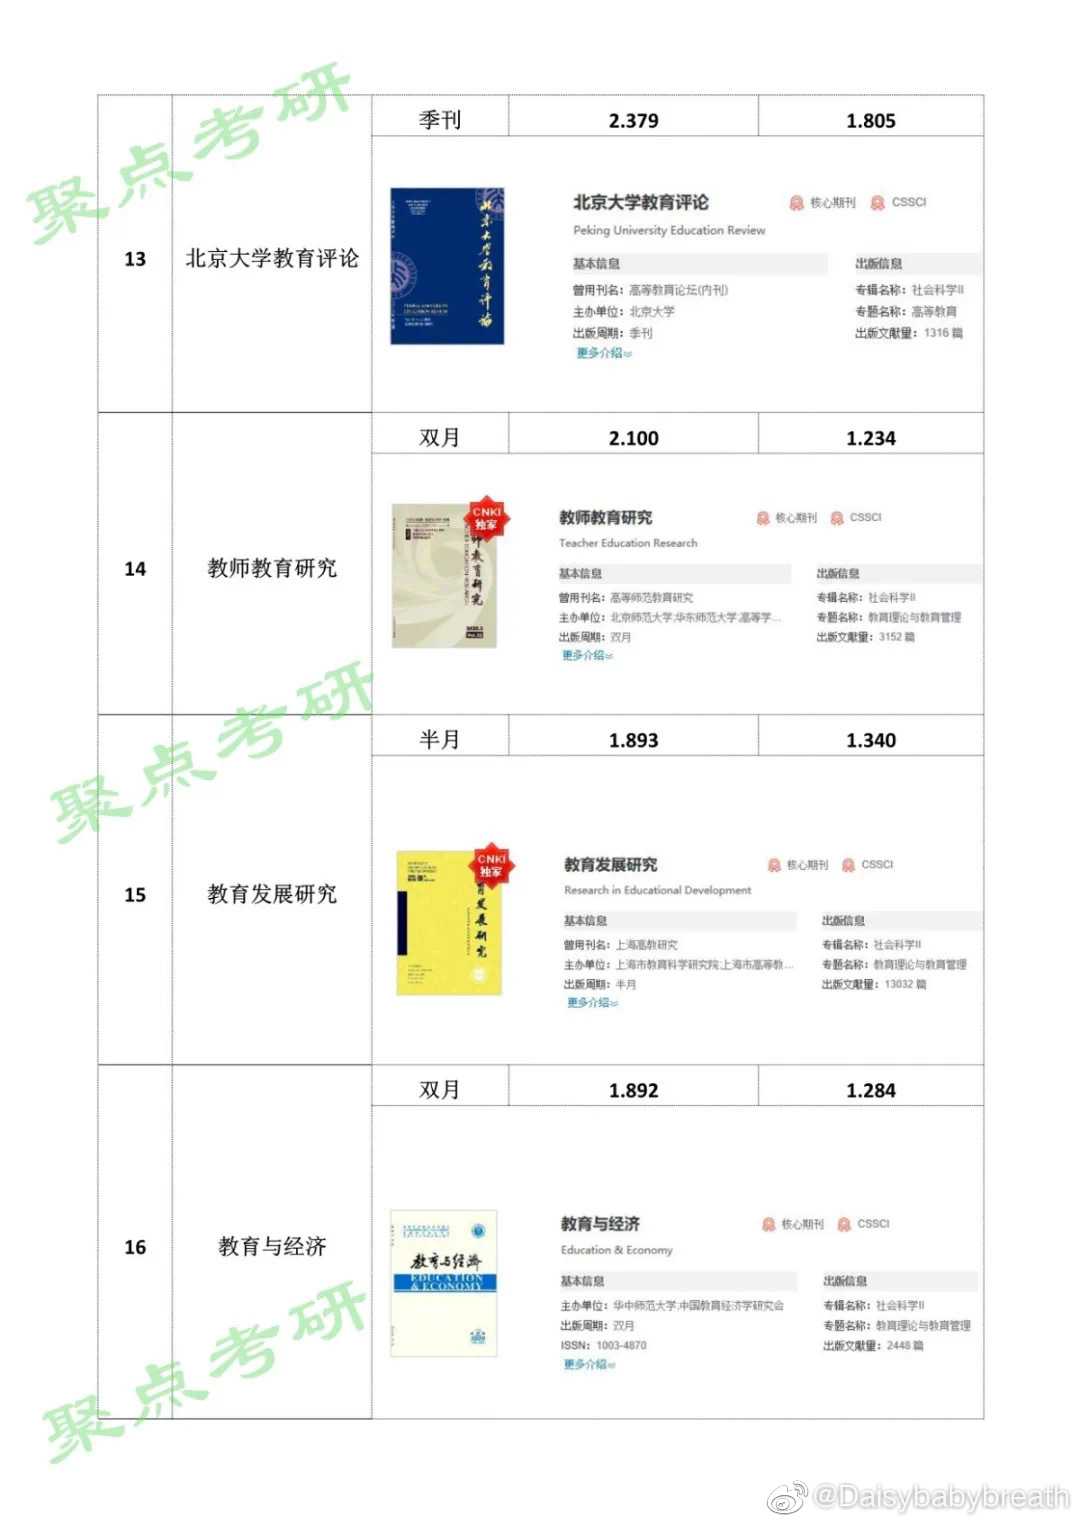 季刊 2.379 1.805
13 北京大学教育评论
北京大学教育评论
北京大学教育评论 核心期刊 CSSCI
Peking University Education Review
基本信息 出版信息
曾用刊名：高等教育论坛(内刊) 专辑名称：社会科学II
主办单位：北京大学 专题名称：高等教育
出版周期：季刊 出版文献量：1316 篇
更多介绍
双月 2.100 1.234
14 教师教育研究
CNKI
独家
师教育研究
教师教育研究 核心期刊 CSSCI
Teacher Education Research
基本信息 出版信息
曾用刊名：高等师范教育研究 专辑名称：社会科学II
主办单位：北京师范大学;华东师范大学;高等学... 专题名称：教育理论与教育管理
出版周期：双月 出版文献量：3152 篇
更多介绍
半月 1.893 1.340
15 教育发展研究
CNKI
独家
育发展研究
教育发展研究 核心期刊 CSSCI
Research in Educational Development
基本信息 出版信息
曾用刊名：上海高教研究 专辑名称：社会科学II
主办单位：上海市教育科学研究院;上海市高等教... 专题名称：教育理论与教育管理
出版周期：半月 出版文献量：13032 篇
更多介绍
双月 1.892 1.284
16 教育与经济
教育与经济
EDUCATION
& ECONOMY
教育与经济 核心期刊 CSSCI
Education & Economy
基本信息 出版信息
主办单位：华中师范大学;中国教育经济学研究会 专辑名称：社会科学II
出版周期：双月 专题名称：教育理论与教育管理
ISSN：1003-4870 出版文献量：2448 篇
更多介绍
聚点考研
聚点考研
聚点考研
@Daisybabybreath